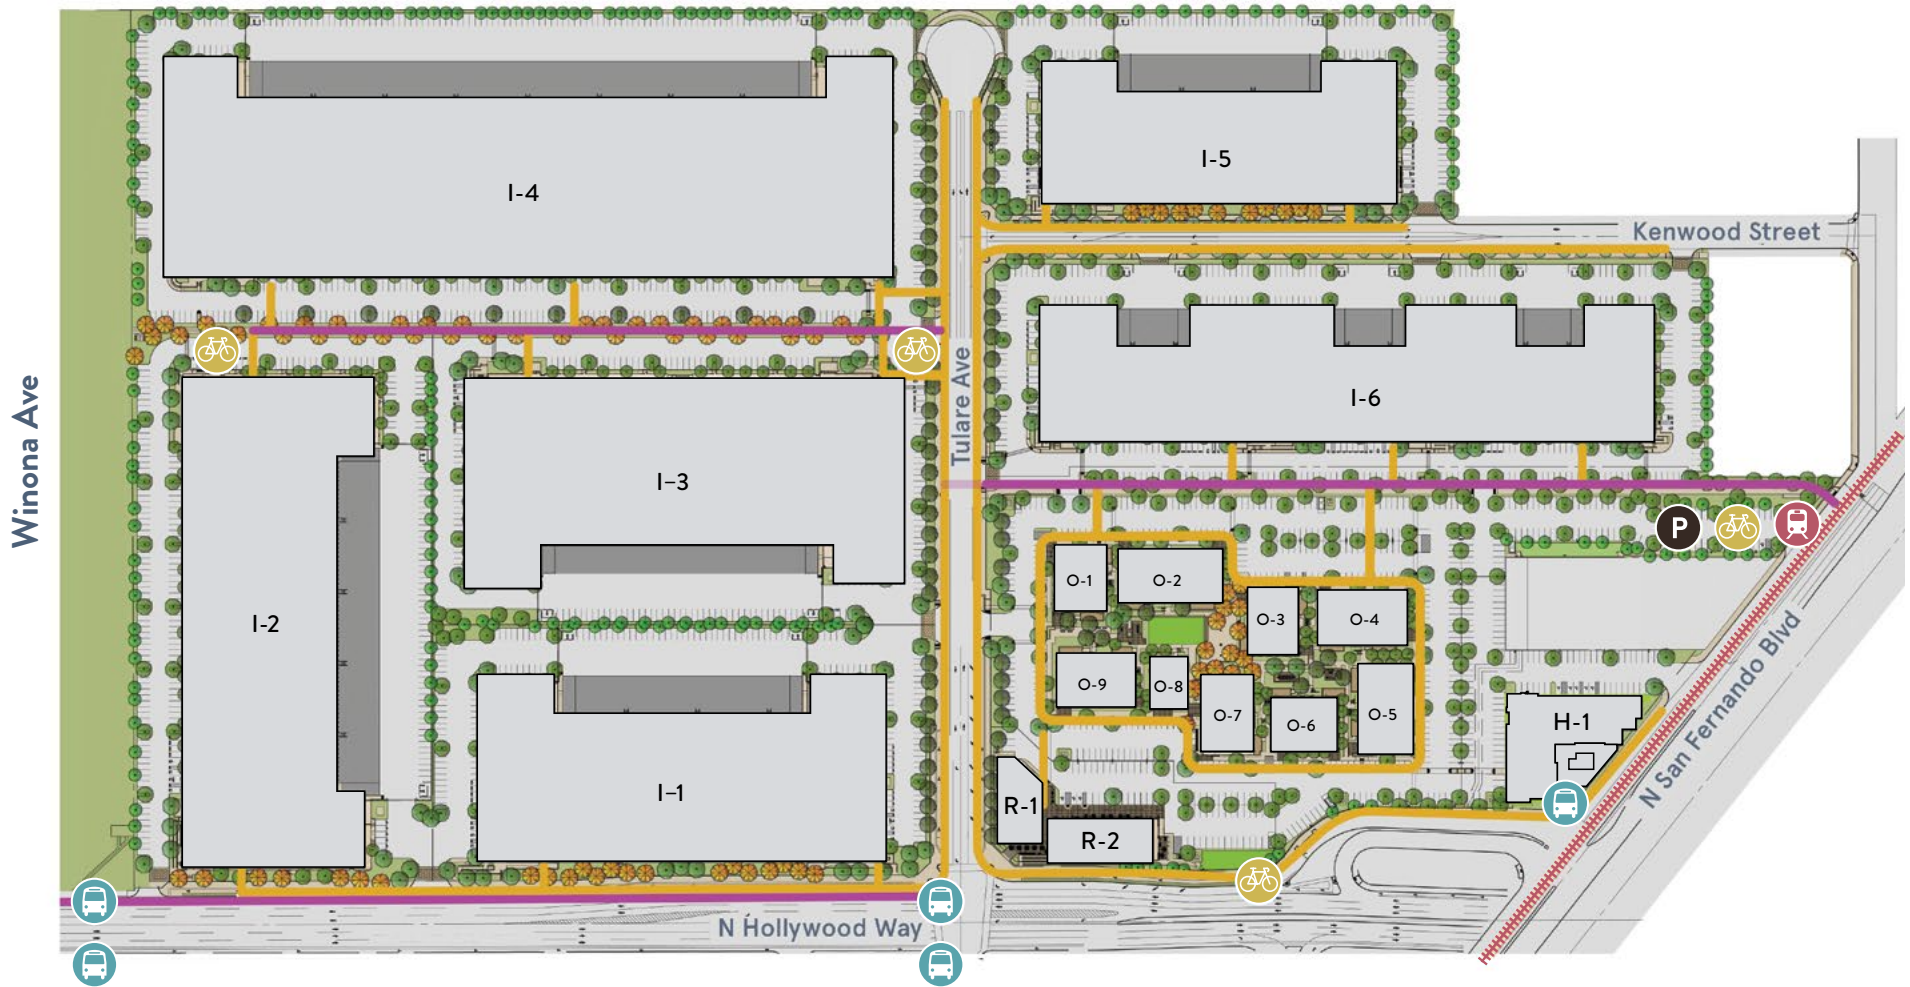 I-4
I-5
Kenwood Street
Winona Ave
Tulare Ave
I-6
I-3
I-2
P
O-1
O-2
O-3
O-4
O-9
O-8
O-7
O-6
O-5
H-1
N San Fernando Blvd
I-1
R-1
R-2
N Hollywood Way